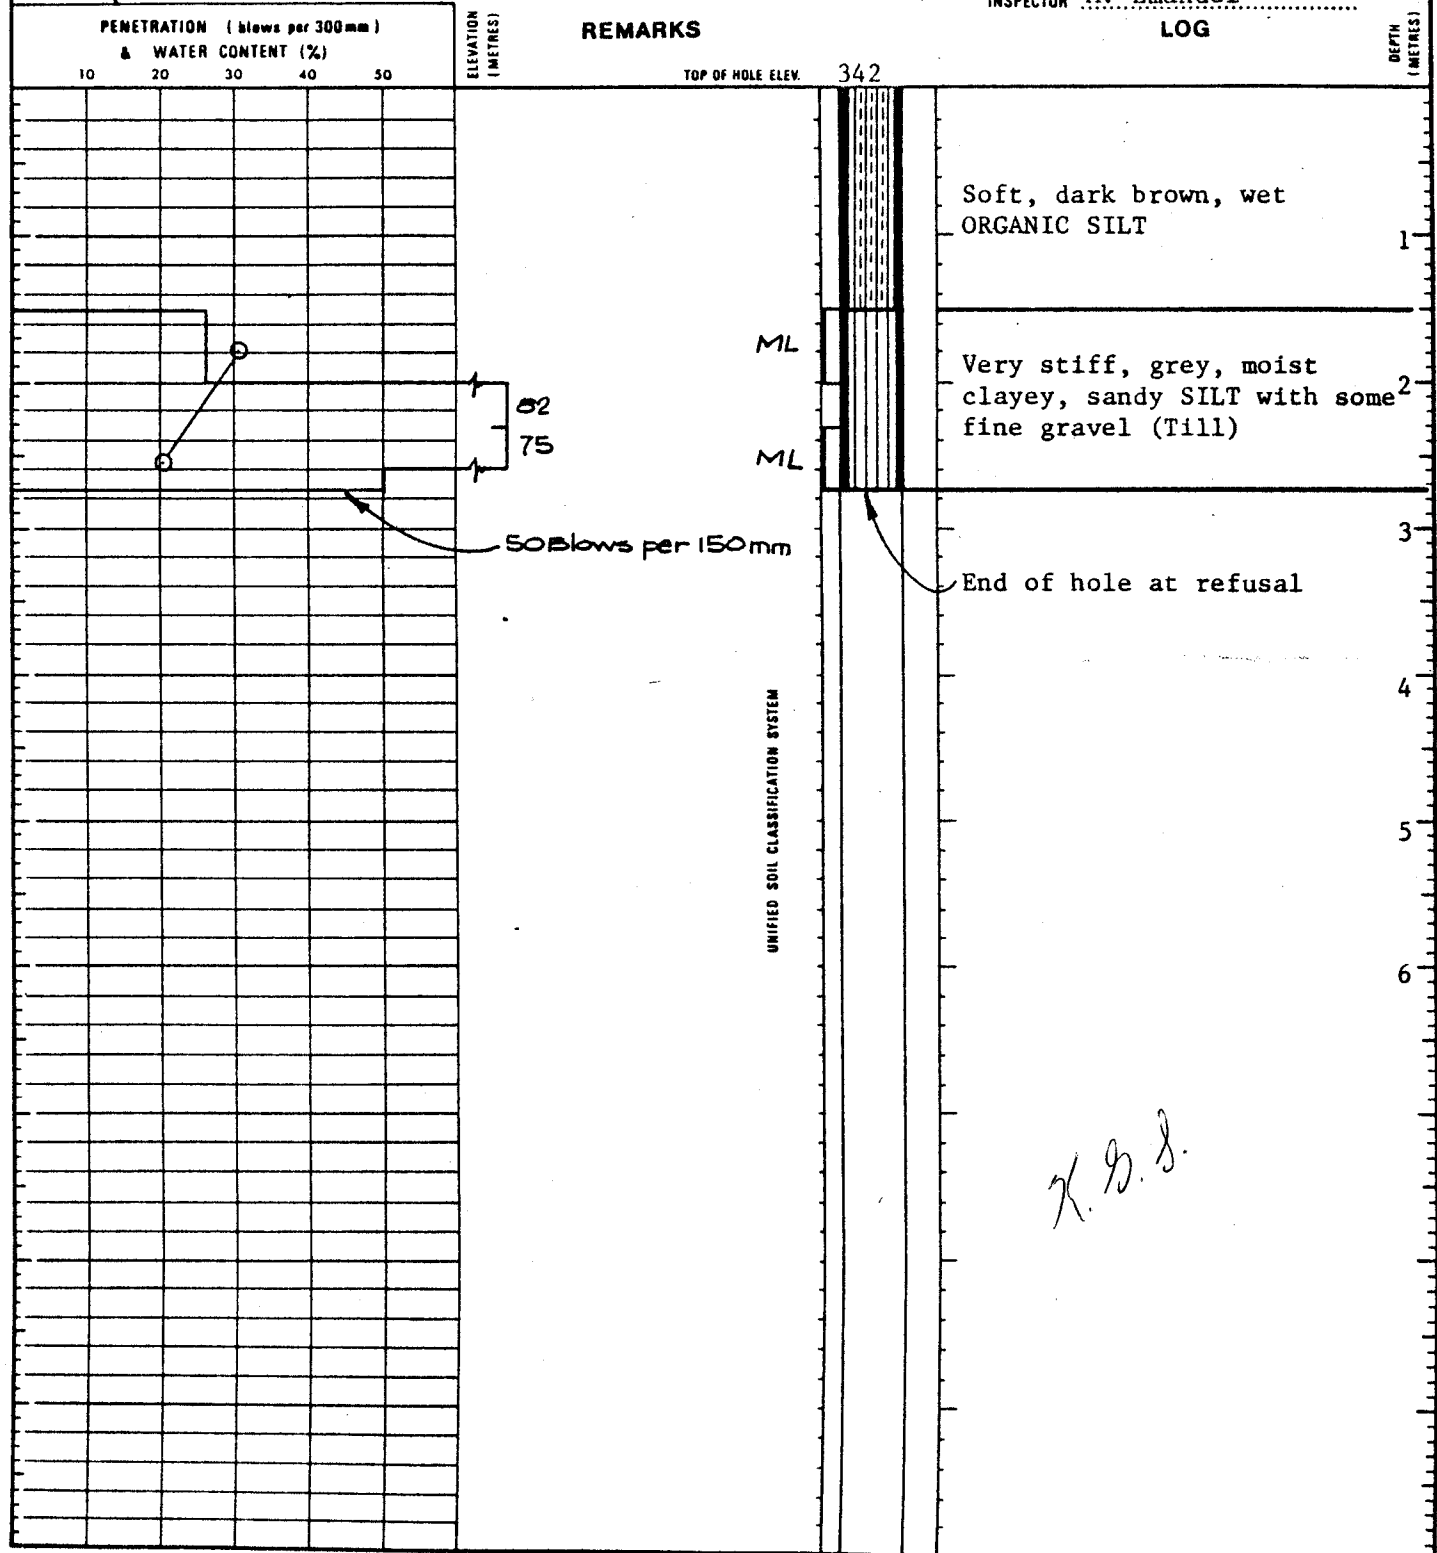 INSPECTOR
PENETRATION ( blows per 300mm )
& WATER CONTENT (%)
10 20 30 40 50
ELEVATION
(METRES)
REMARKS
TOP OF HOLE ELEV. 342
LOG
DEPTH
(METRES)
Soft, dark brown, wet
ORGANIC SILT
1
ML
Very stiff, grey, moist
clayey, sandy SILT with some
fine gravel (Till)
2
82
75
ML
50 Blows per 150mm
3
End of hole at refusal
4
UNIFIED SOIL CLASSIFICATION SYSTEM
5
6